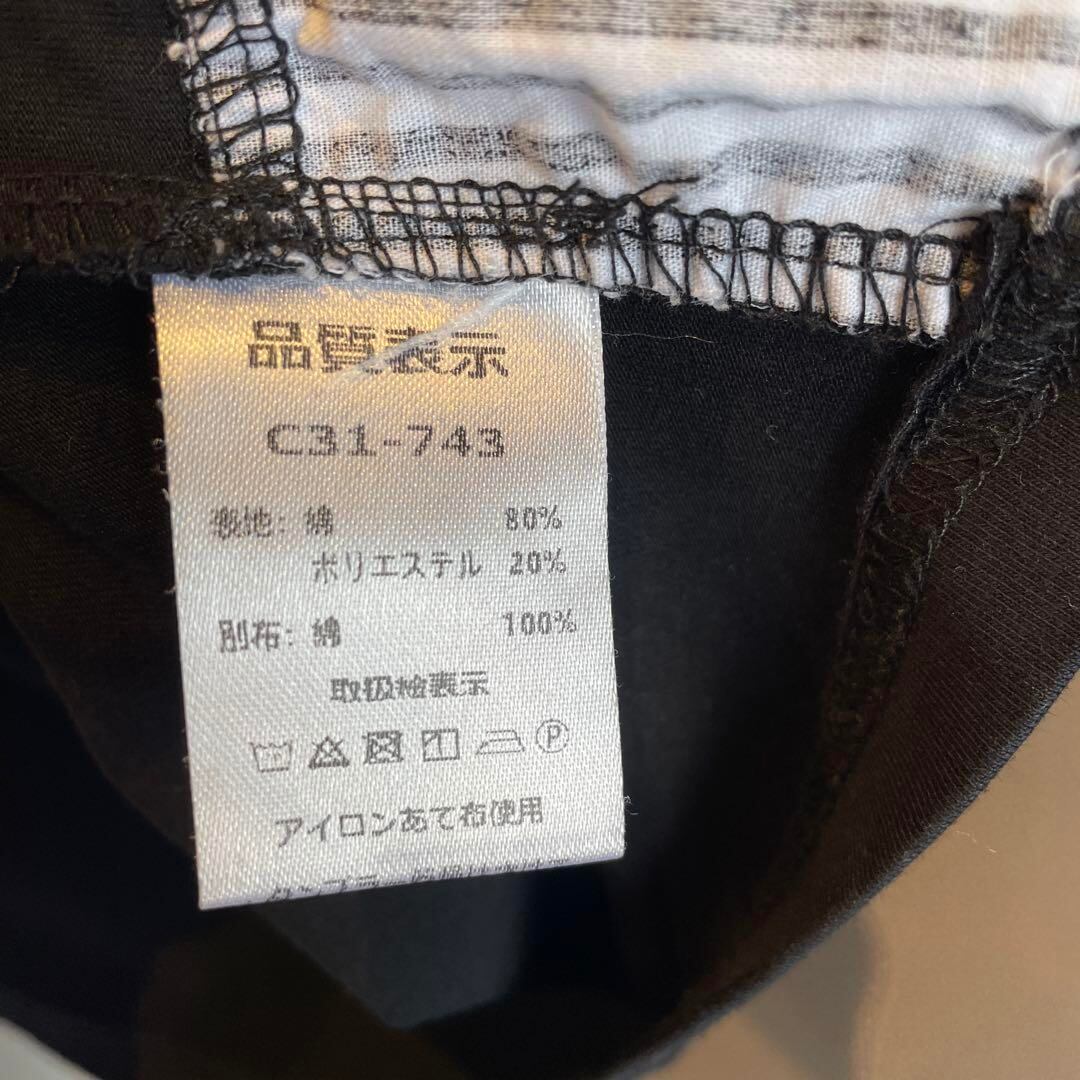 品質表示
C31-743
表地: 綿 80%
ポリエステル 20%
別布: 綿 100%
取扱絵表示
P
アイロンあて布使用